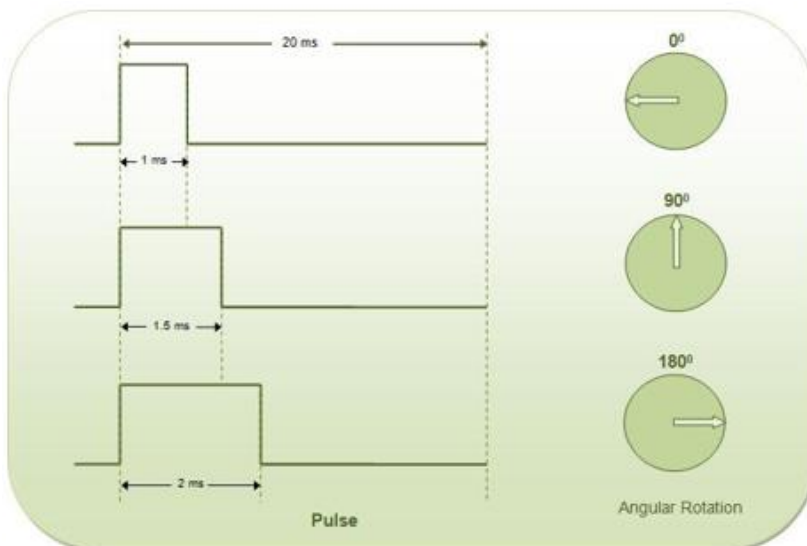 20 ms
0⁰
1 ms
90⁰
1.5 ms
180⁰
2 ms
Pulse
Angular Rotation